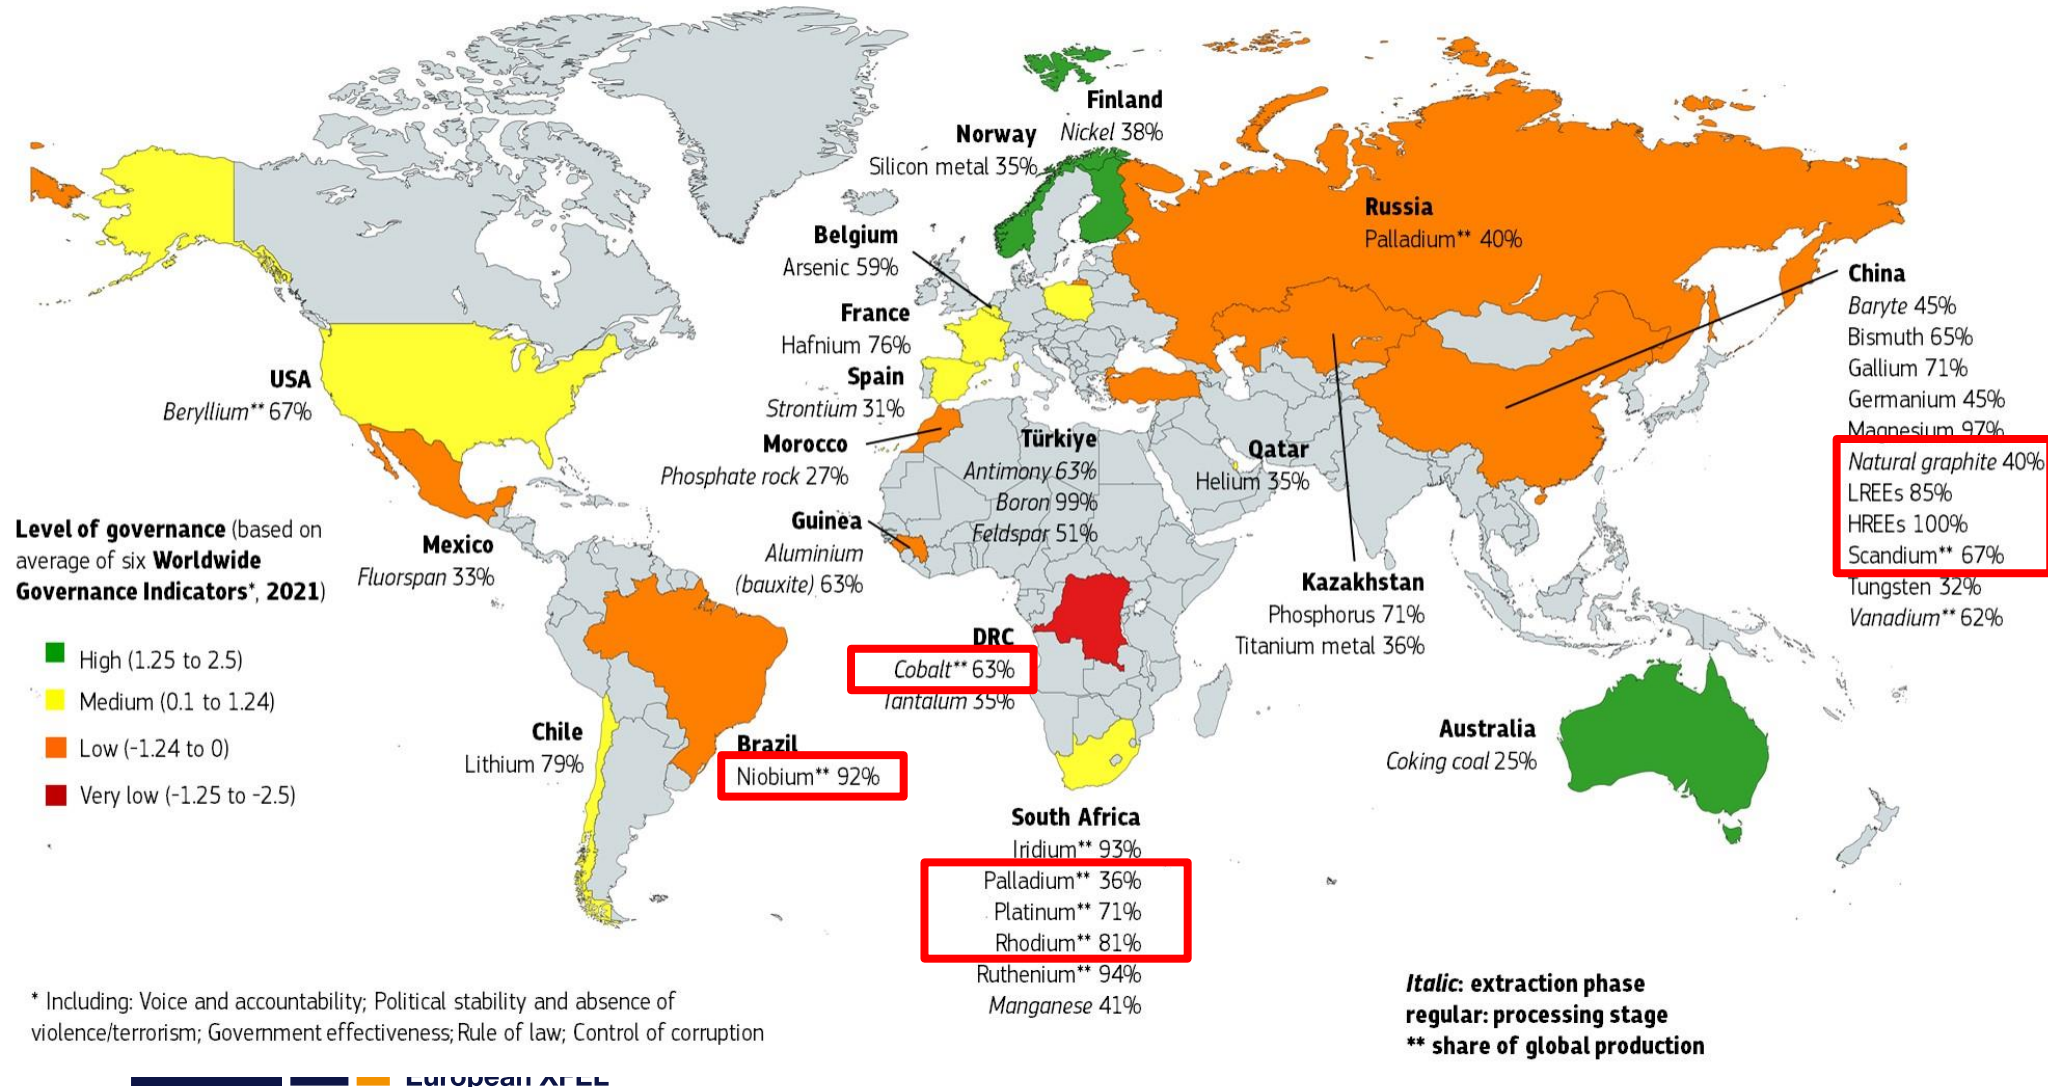 Finland
Nickel 38%
Norway
Silicon metal 35%
Belgium
Arsenic 59%
France
Hafnium 76%
Spain
Strontium 31%
Morocco
Phosphate rock 27%
Guinea
Aluminium
(bauxite) 63%
Türkiye
Antimony 63%
Boron 99%
Feldspar 51%
Qatar
Helium 35%
Russia
Palladium** 40%
China
Baryte 45%
Bismuth 65%
Gallium 71%
Germanium 45%
Magnesium 97%
Natural graphite 40%
LREEs 85%
HREEs 100%
Scandium** 67%
Tungsten 32%
Vanadium** 62%
USA
Beryllium** 67%
Mexico
Fluorspan 33%
Level of governance (based on
average of six Worldwide
Governance Indicators*, 2021)
High (1.25 to 2.5)
Medium (0.1 to 1.24)
Low (-1.24 to 0)
Very low (-1.25 to -2.5)
Chile
Lithium 79%
Brazil
Niobium** 92%
DRC
Cobalt** 63%
Tantalum 35%
Kazakhstan
Phosphorus 71%
Titanium metal 36%
Australia
Coking coal 25%
South Africa
Iridium** 93%
Palladium** 36%
Platinum** 71%
Rhodium** 81%
Ruthenium** 94%
Manganese 41%
* Including: Voice and accountability; Political stability and absence of
violence/terrorism; Government effectiveness; Rule of law; Control of corruption
Italic: extraction phase
regular: processing stage
** share of global production
European XFEL